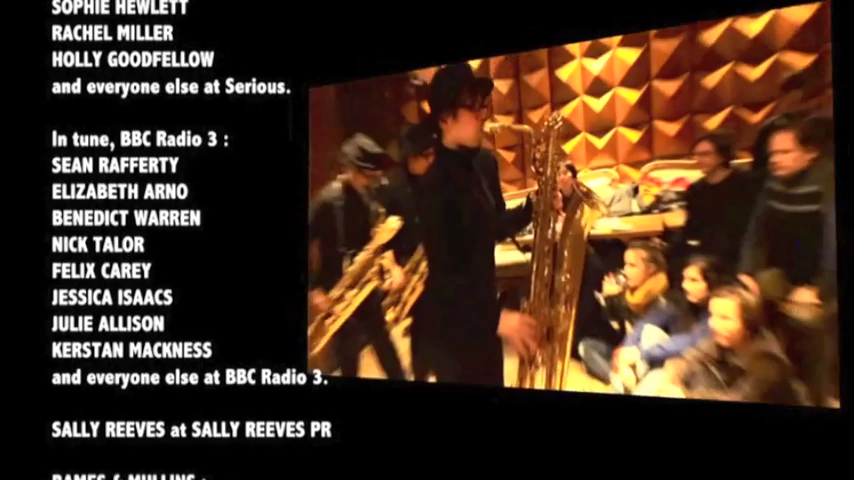 SOPHIE HEWLETT
RACHEL MILLER
HOLLY GOODFELLOW
and everyone else at Serious.
In tune, BBC Radio 3 :
SEAN RAFFERTY
ELIZABETH ARNO
BENEDICT WARREN
NICK TALOR
FELIX CAREY
JESSICA ISAACS
JULIE ALLISON
KERSTAN MACKNESS
and everyone else at BBC Radio 3.
SALLY REEVES at SALLY REEVES PR